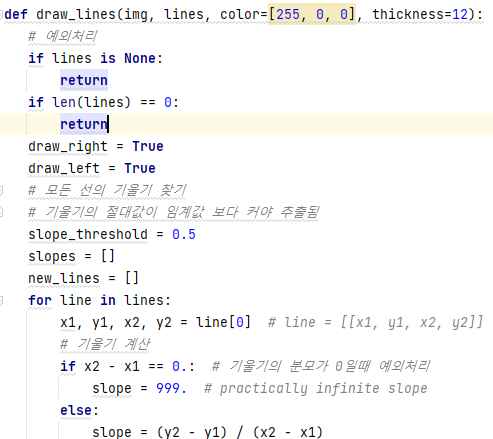 def draw_lines(img, lines, color=[255, 0, 0], thickness=12):
    # 예외처리
    if lines is None:
        return
    if len(lines) == 0:
        return
    draw_right = True
    draw_left = True
    # 모든 선의 기울기 찾기
    # 기울기의 절대값이 임계값 보다 커야 추출됨
    slope_threshold = 0.5
    slopes = []
    new_lines = []
    for line in lines:
        x1, y1, x2, y2 = line[0]  # line = [[x1, y1, x2, y2]]
        # 기울기 계산
        if x2 - x1 == 0.:  # 기울기의 분모가 0일때 예외처리
            slope = 999.  # practically infinite slope
        else:
            slope = (y2 - y1) / (x2 - x1)